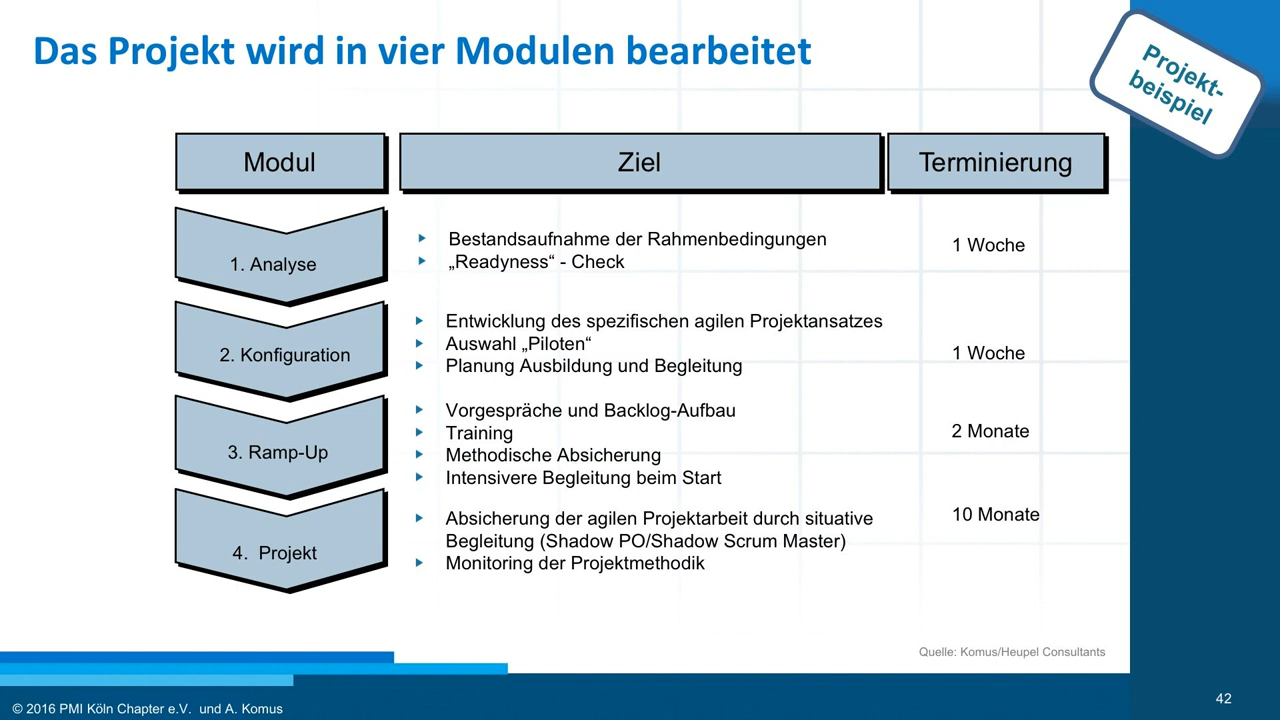 Das Projekt wird in vier Modulen bearbeitet
Projekt-
beispiel
Modul
Ziel
Terminierung
1. Analyse
Bestandsaufnahme der Rahmenbedingungen
„Readyness“ - Check
1 Woche
2. Konfiguration
Entwicklung des spezifischen agilen Projektansatzes
Auswahl „Piloten“
Planung Ausbildung und Begleitung
1 Woche
3. Ramp-Up
Vorgespräche und Backlog-Aufbau
Training
Methodische Absicherung
Intensivere Begleitung beim Start
2 Monate
4. Projekt
Absicherung der agilen Projektarbeit durch situative
Begleitung (Shadow PO/Shadow Scrum Master)
Monitoring der Projektmethodik
10 Monate
Quelle: Komus/Heupel Consultants
© 2016 PMI Köln Chapter e.V. und A. Komus
42